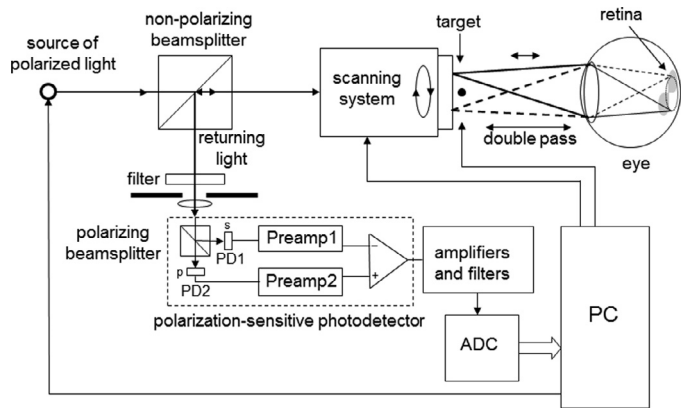 source of
polarized light
non-polarizing
beamsplitter
scanning
system
target
retina
double pass
eye
returning
light
filter
polarizing
beamsplitter
s
PD1
p
PD2
Preamp1
Preamp2
−
+
polarization-sensitive photodetector
amplifiers
and filters
ADC
PC